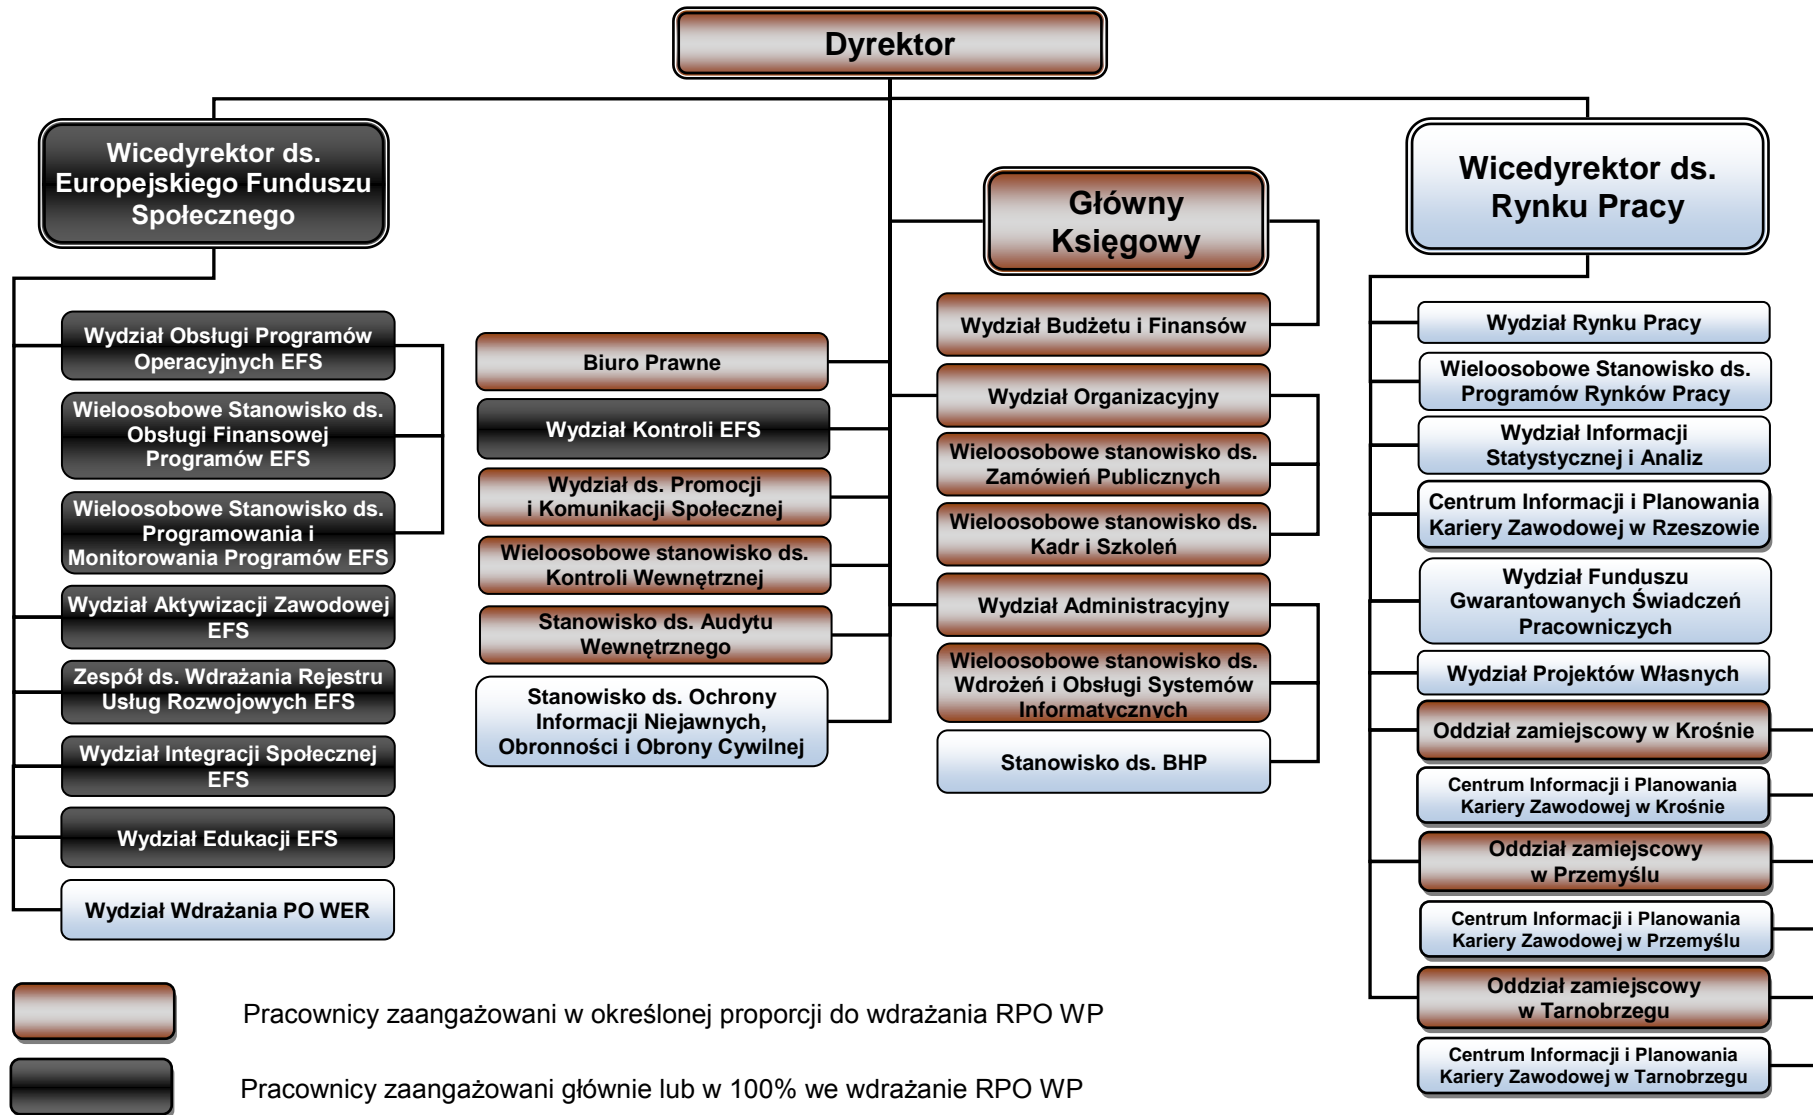 Dyrektor
Wicedyrektor ds.
Europejskiego Funduszu
Społecznego
Główny
Księgowy
Wicedyrektor ds.
Rynku Pracy
Wydział Obsługi Programów
Operacyjnych EFS
Wieloosobowe Stanowisko ds.
Obsługi Finansowej
Programów EFS
Wieloosobowe Stanowisko ds.
Programowania i
Monitorowania Programów EFS
Wydział Aktywizacji Zawodowej
EFS
Zespół ds. Wdrażania Rejestru
Usług Rozwojowych EFS
Wydział Integracji Społecznej
EFS
Wydział Edukacji EFS
Wydział Wdrażania PO WER
Biuro Prawne
Wydział Kontroli EFS
Wydział ds. Promocji
i Komunikacji Społecznej
Wieloosobowe stanowisko ds.
Kontroli Wewnętrznej
Stanowisko ds. Audytu
Wewnętrznego
Stanowisko ds. Ochrony
Informacji Niejawnych,
Obronności i Obrony Cywilnej
Wydział Budżetu i Finansów
Wydział Organizacyjny
Wieloosobowe stanowisko ds.
Zamówień Publicznych
Wieloosobowe stanowisko ds.
Kadr i Szkoleń
Wydział Administracyjny
Wieloosobowe stanowisko ds.
Wdrożeń i Obsługi Systemów
Informatycznych
Stanowisko ds. BHP
Wydział Rynku Pracy
Wieloosobowe Stanowisko ds.
Programów Rynków Pracy
Wydział Informacji
Statystycznej i Analiz
Centrum Informacji i Planowania
Kariery Zawodowej w Rzeszowie
Wydział Funduszu
Gwarantowanych Świadczeń
Pracowniczych
Wydział Projektów Własnych
Oddział zamiejscowy w Krośnie
Centrum Informacji i Planowania
Kariery Zawodowej w Krośnie
Oddział zamiejscowy
w Przemyślu
Centrum Informacji i Planowania
Kariery Zawodowej w Przemyślu
Oddział zamiejscowy
w Tarnobrzegu
Centrum Informacji i Planowania
Kariery Zawodowej w Tarnobrzegu
Pracownicy zaangażowani w określonej proporcji do wdrażania RPO WP
Pracownicy zaangażowani głównie lub w 100% we wdrażanie RPO WP